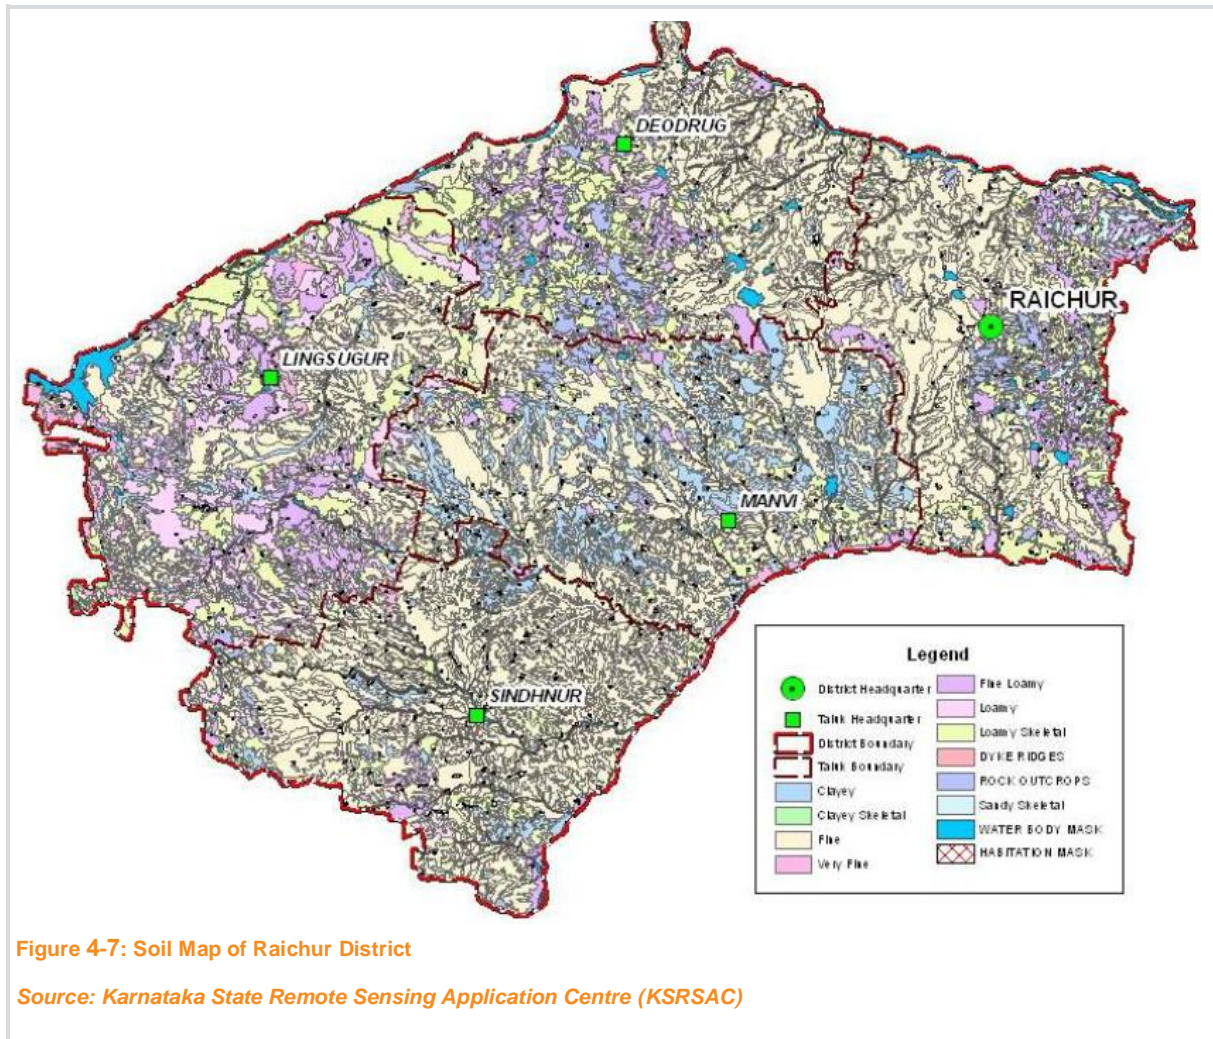 DEODRUG
RAICHUR
LINGSUGUR
MANVI
SINDHNUR
Legend
District Headquarter
Taluk Headquarter
District Boundary
Taluk Boundary
Clayey
Clayey Skeletal
Fine
Very Fine
Fine Loamy
Loamy
Loamy Skeletal
DYKE RIDGES
ROCK OUTCROPS
Sandy Skeletal
WATER BODY MASK
HABITATION MASK
Figure 4-7: Soil Map of Raichur District
Source: Karnataka State Remote Sensing Application Centre (KSRSAC)